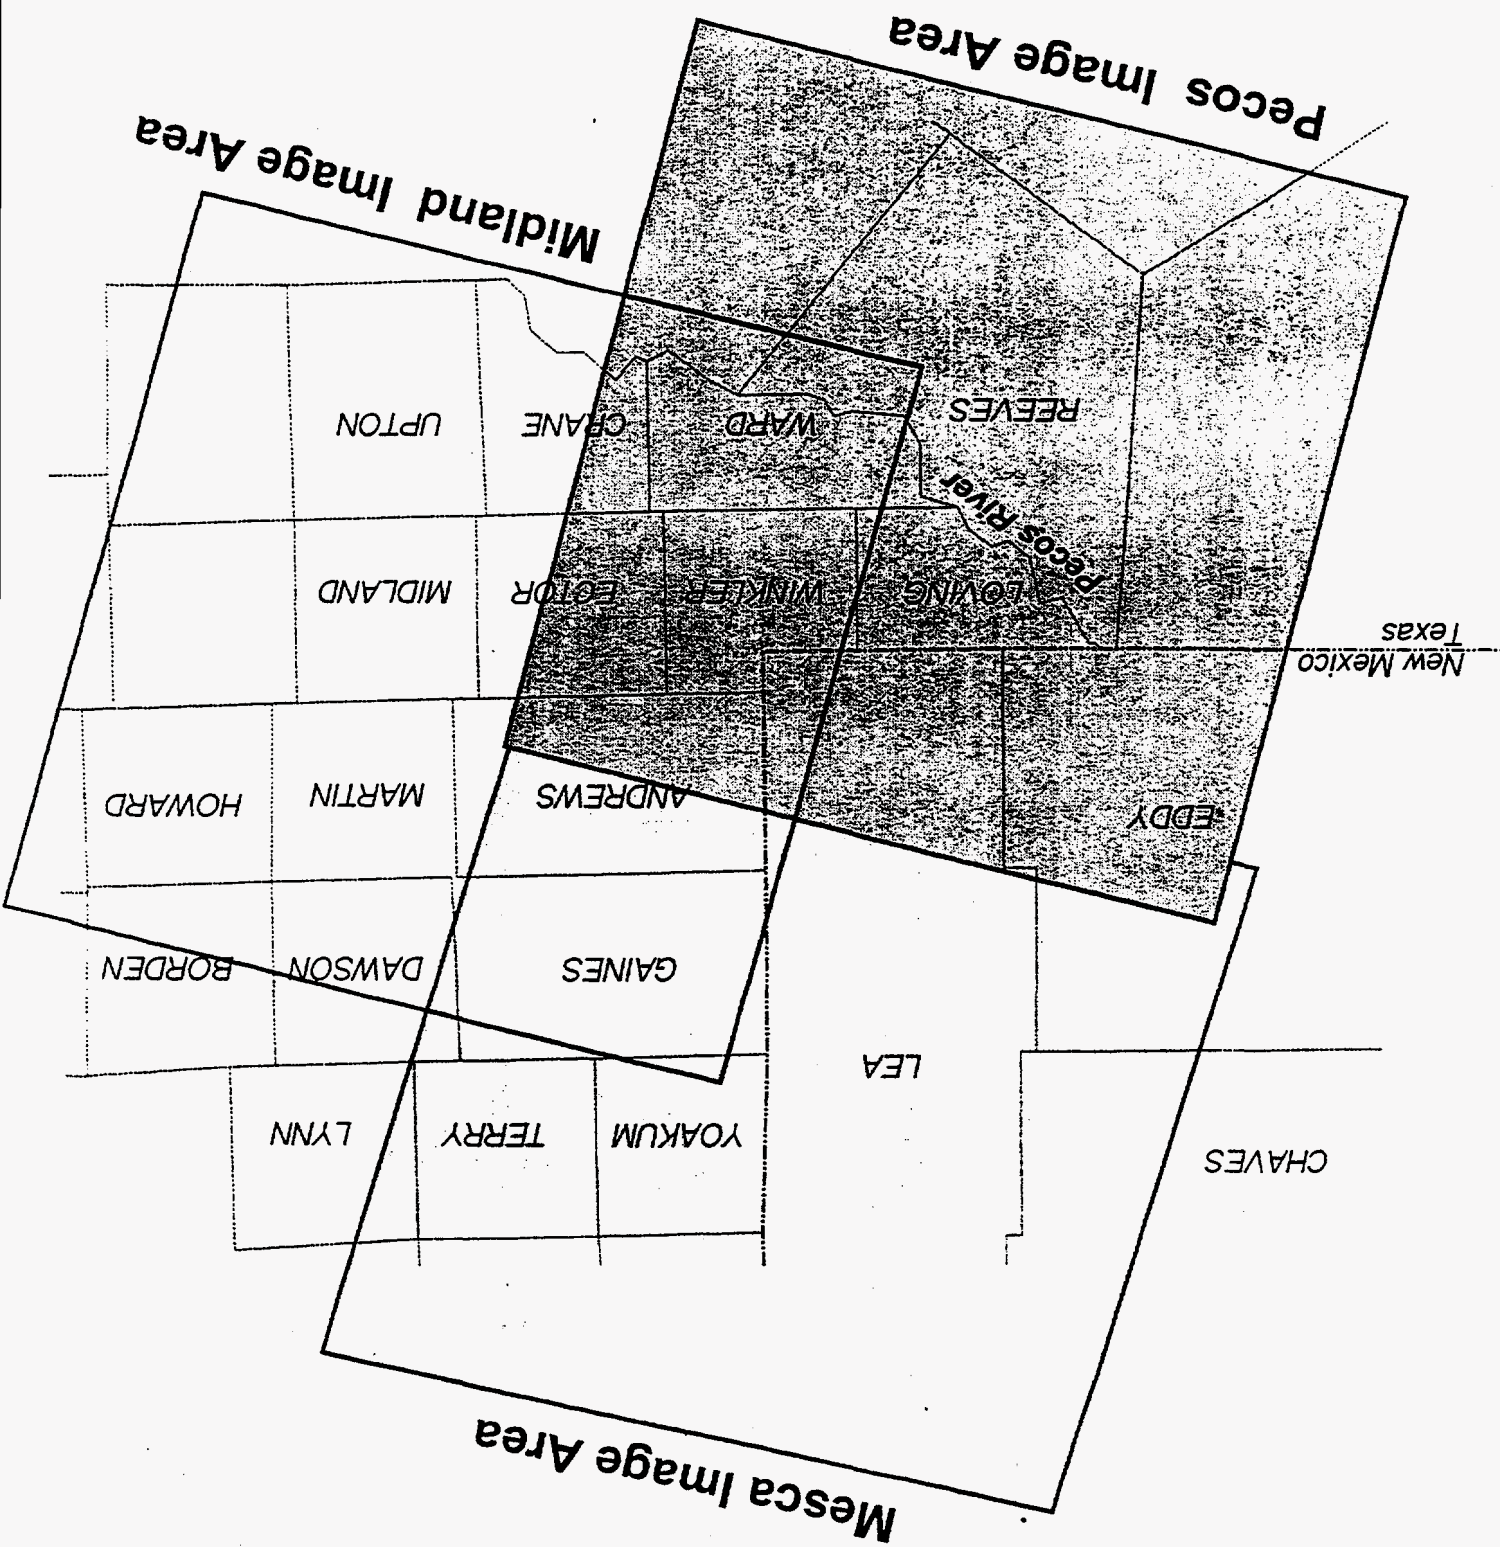 Mesca Image Area
CHAVES
YOAKUM
TERRY
LYNN
LEA
GAINES
DAWSON
BORDEN
EDDY
ANDREWS
MARTIN
HOWARD
New Mexico
Texas
Pecos River
LOVING
WINKLER
ECTOR
MIDLAND
REEVES
WARD
CRANE
UPTON
Midland Image Area
Pecos Image Area